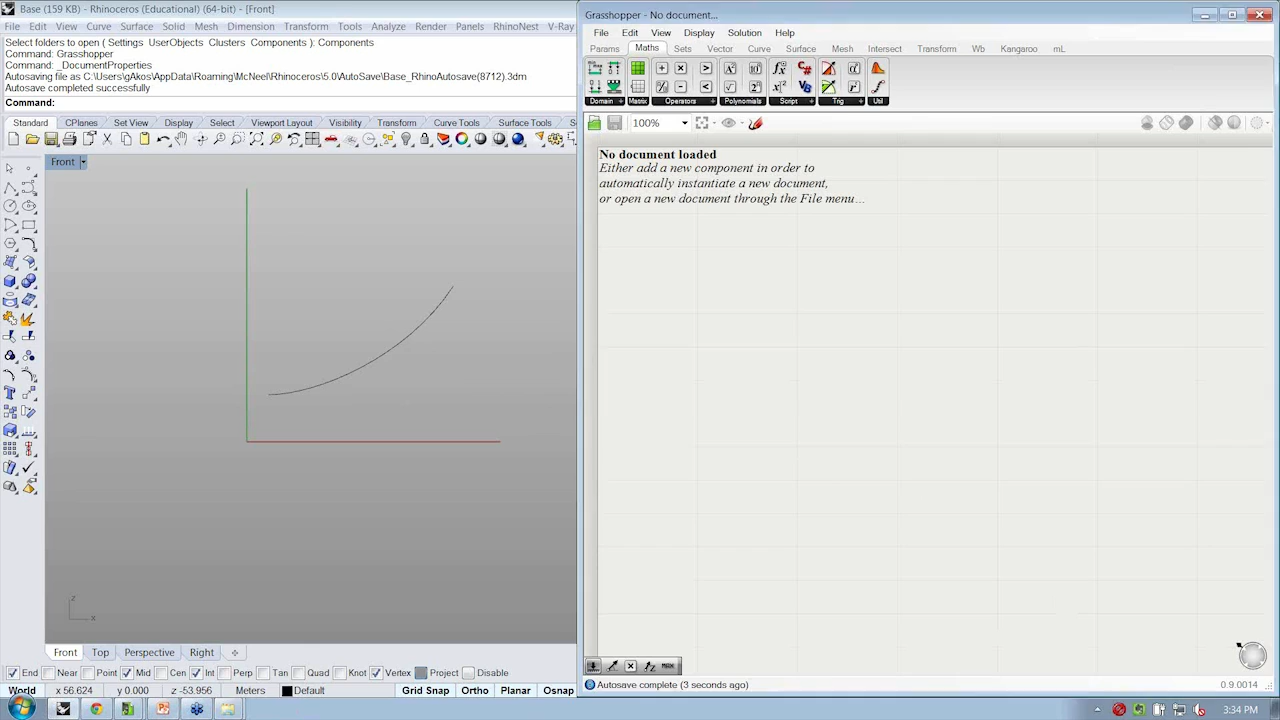 Base (159 KB) - Rhinoceros (Educational) (64-bit) - [Front]
File Edit View Curve Surface Solid Mesh Dimension Transform Tools Analyze Render Panels RhinoNest V-Ray
Select folders to open ( Settings UserObjects Clusters Components ): Components
Command: Grasshopper
Command: _DocumentProperties
Autosaving file as C:\Users\gAkos\AppData\Roaming\McNeel\Rhinoceros\5.0\AutoSave\Base_RhinoAutosave(8712).3dm
Autosave completed successfully
Command:
Standard CPlanes Set View Display Select Viewport Layout Visibility Transform Curve Tools Surface Tools
Front
z
x
Front Top Perspective Right
End Near Point Mid Cen Int Perp Tan Quad Knot Vertex Project Disable
World x 56.624 y 0.000 z -53.956 Meters Default Grid Snap Ortho Planar Osnap
Grasshopper - No document...
File Edit View Display Solution Help
Params Maths Sets Vector Curve Surface Mesh Intersect Transform Wb Kangaroo mL
Domain Matrix Operators Polynomials Script Trig Util
100%
No document loaded
Either add a new component in order to
automatically instantiate a new document,
or open a new document through the File menu...
Autosave complete (3 seconds ago)
0.9.0014
3:34 PM